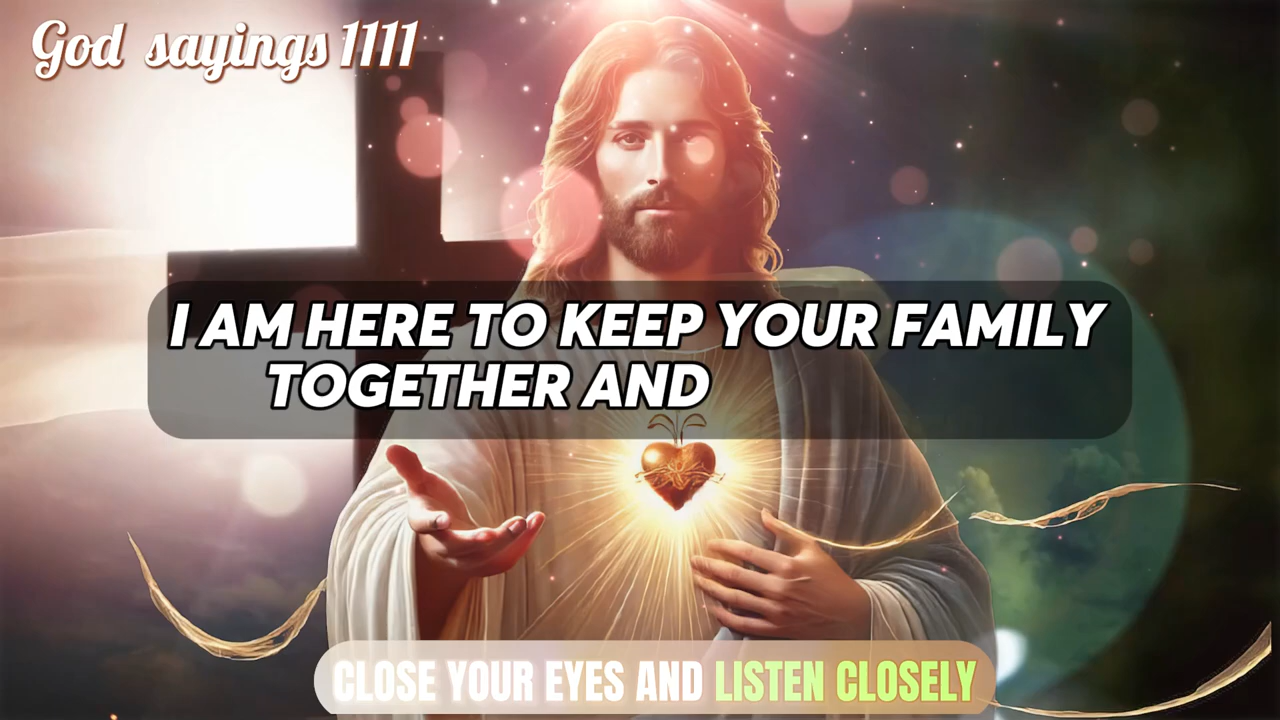 God sayings 1111
I AM HERE TO KEEP YOUR FAMILY
TOGETHER AND
CLOSE YOUR EYES AND LISTEN CLOSELY